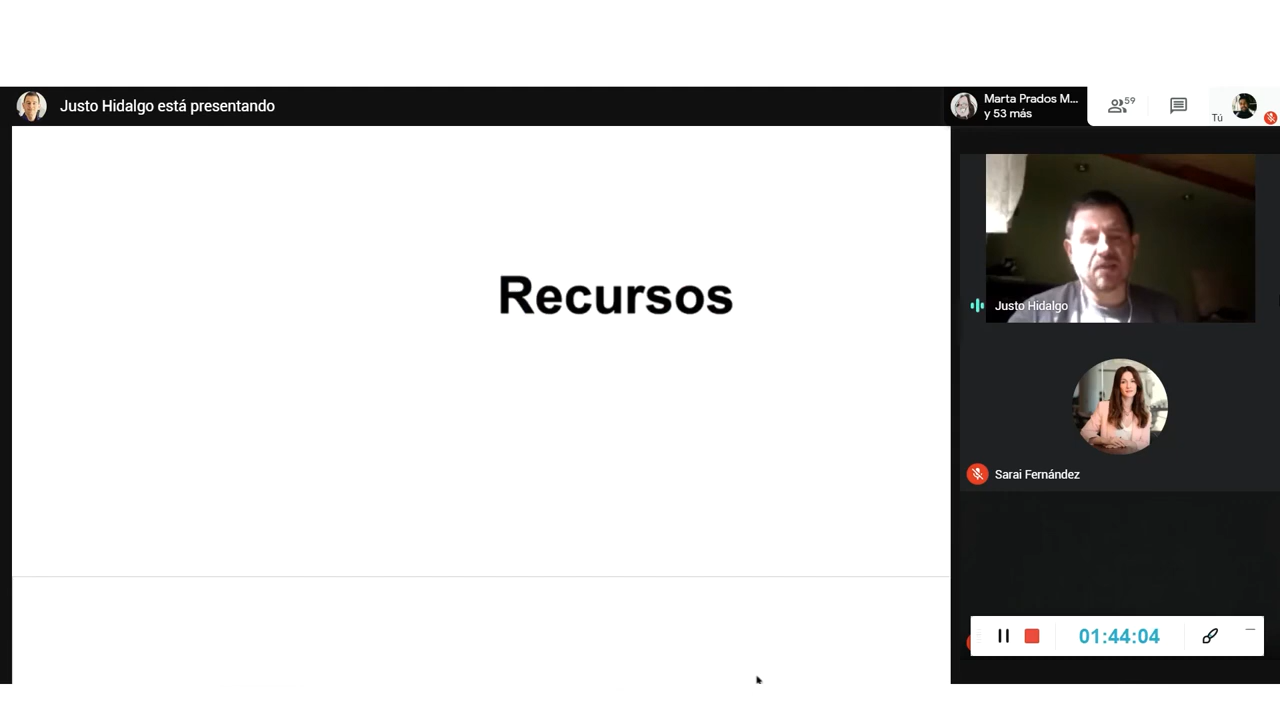 Justo Hidalgo está presentando
Marta Prados M...
y 53 más
59
Tú
Recursos
Justo Hidalgo
Sarai Fernández
01:44:04